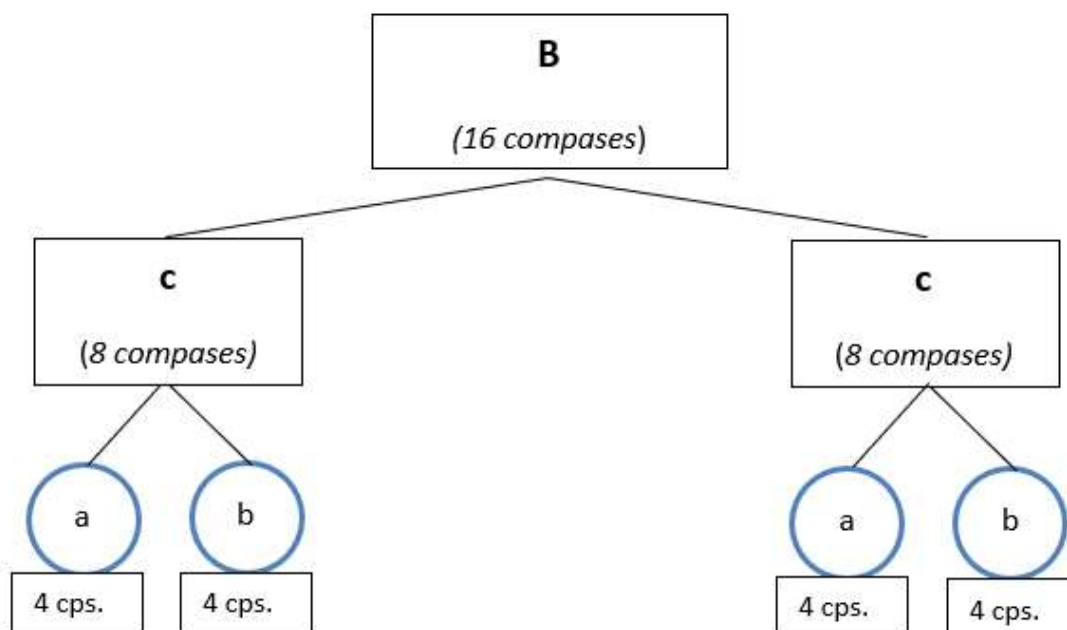 B
(16 compases)
c
(8 compases)
c
(8 compases)
a
b
a
b
4 cps.
4 cps.
4 cps.
4 cps.